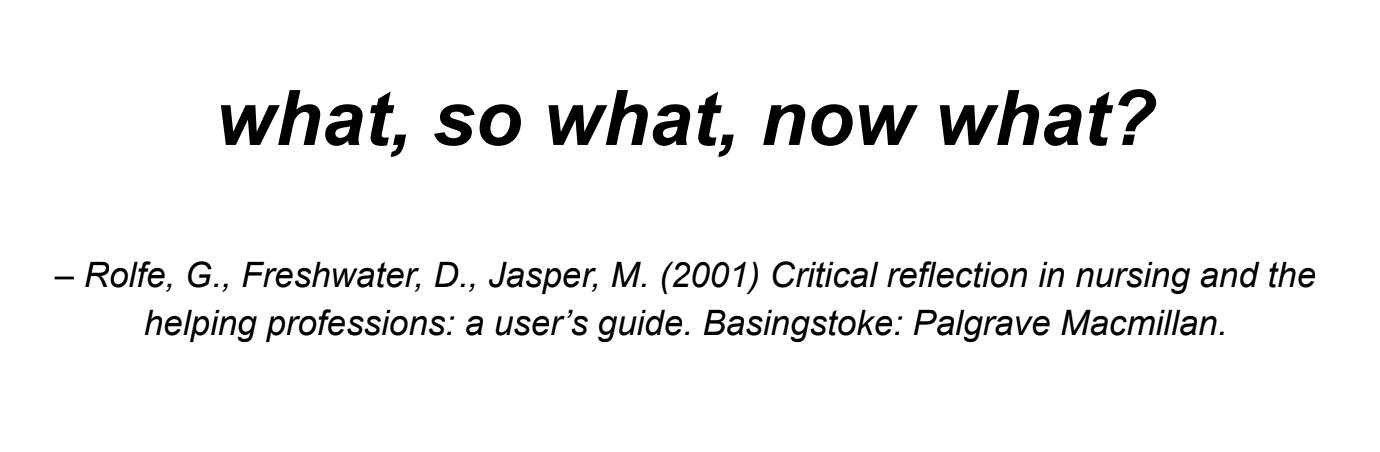 what, so what, now what?
– Rolfe, G., Freshwater, D., Jasper, M. (2001) Critical reflection in nursing and the
helping professions: a user’s guide. Basingstoke: Palgrave Macmillan.